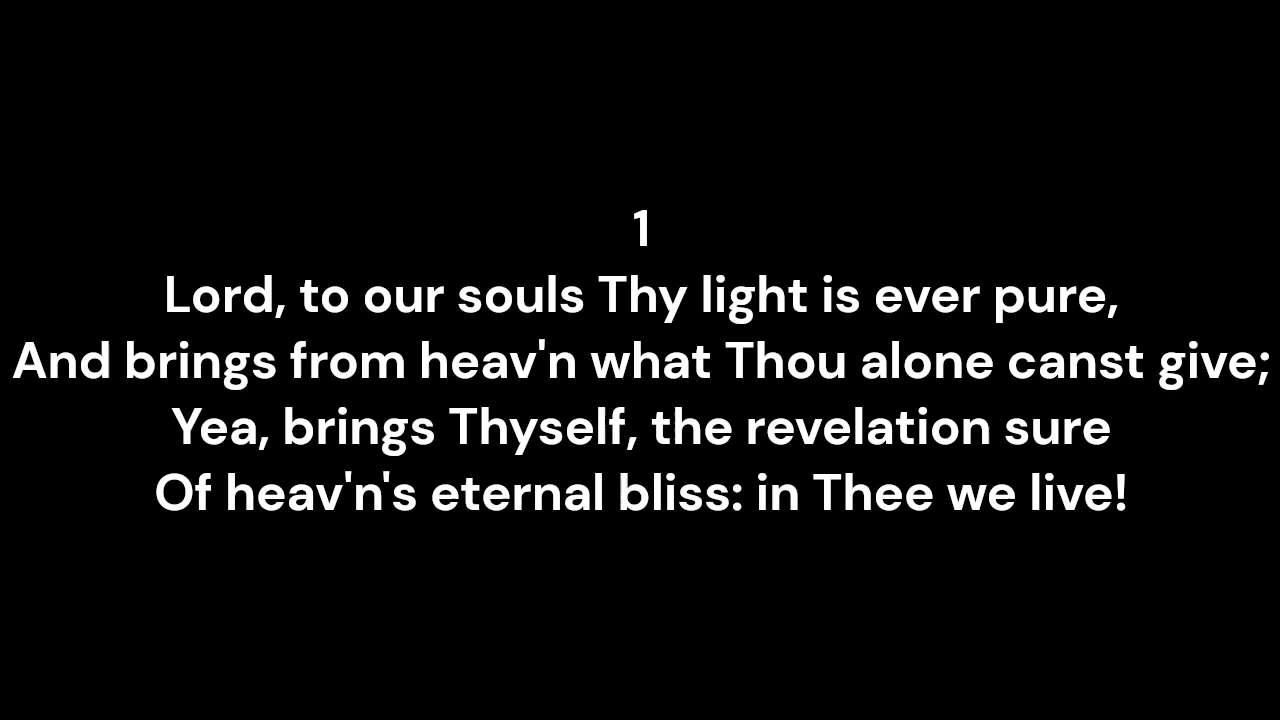 1
Lord, to our souls Thy light is ever pure,
And brings from heav'n what Thou alone canst give;
Yea, brings Thyself, the revelation sure
Of heav'n's eternal bliss: in Thee we live!